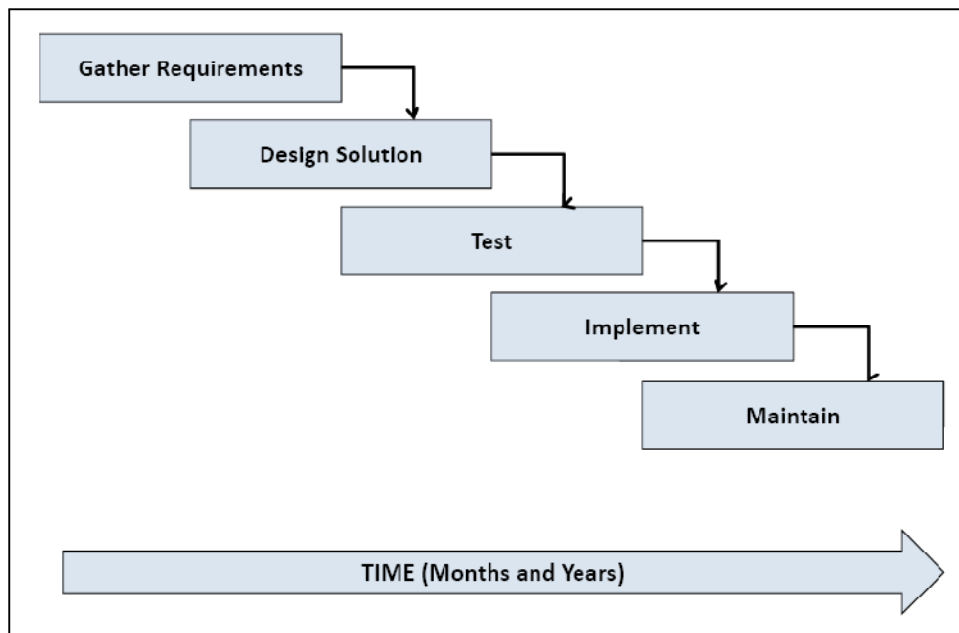 Gather Requirements
Design Solution
Test
Implement
Maintain
TIME (Months and Years)